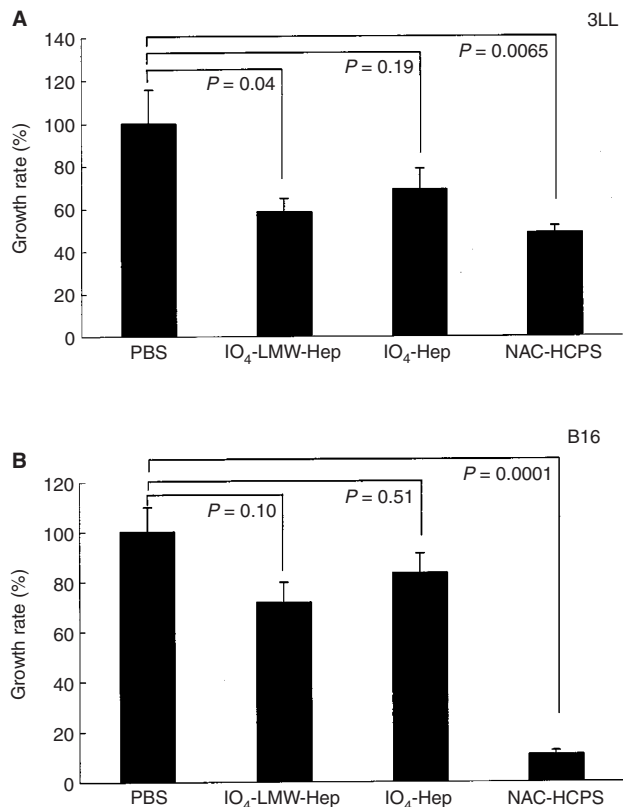 A
3LL
140
120
100
80
60
40
20
0
Growth rate (%)
P = 0.04
P = 0.19
P = 0.0065
PBS
IO4-LMW-Hep
IO4-Hep
NAC-HCPS
B
B16
120
100
80
60
40
20
0
Growth rate (%)
P = 0.10
P = 0.51
P = 0.0001
PBS
IO4-LMW-Hep
IO4-Hep
NAC-HCPS